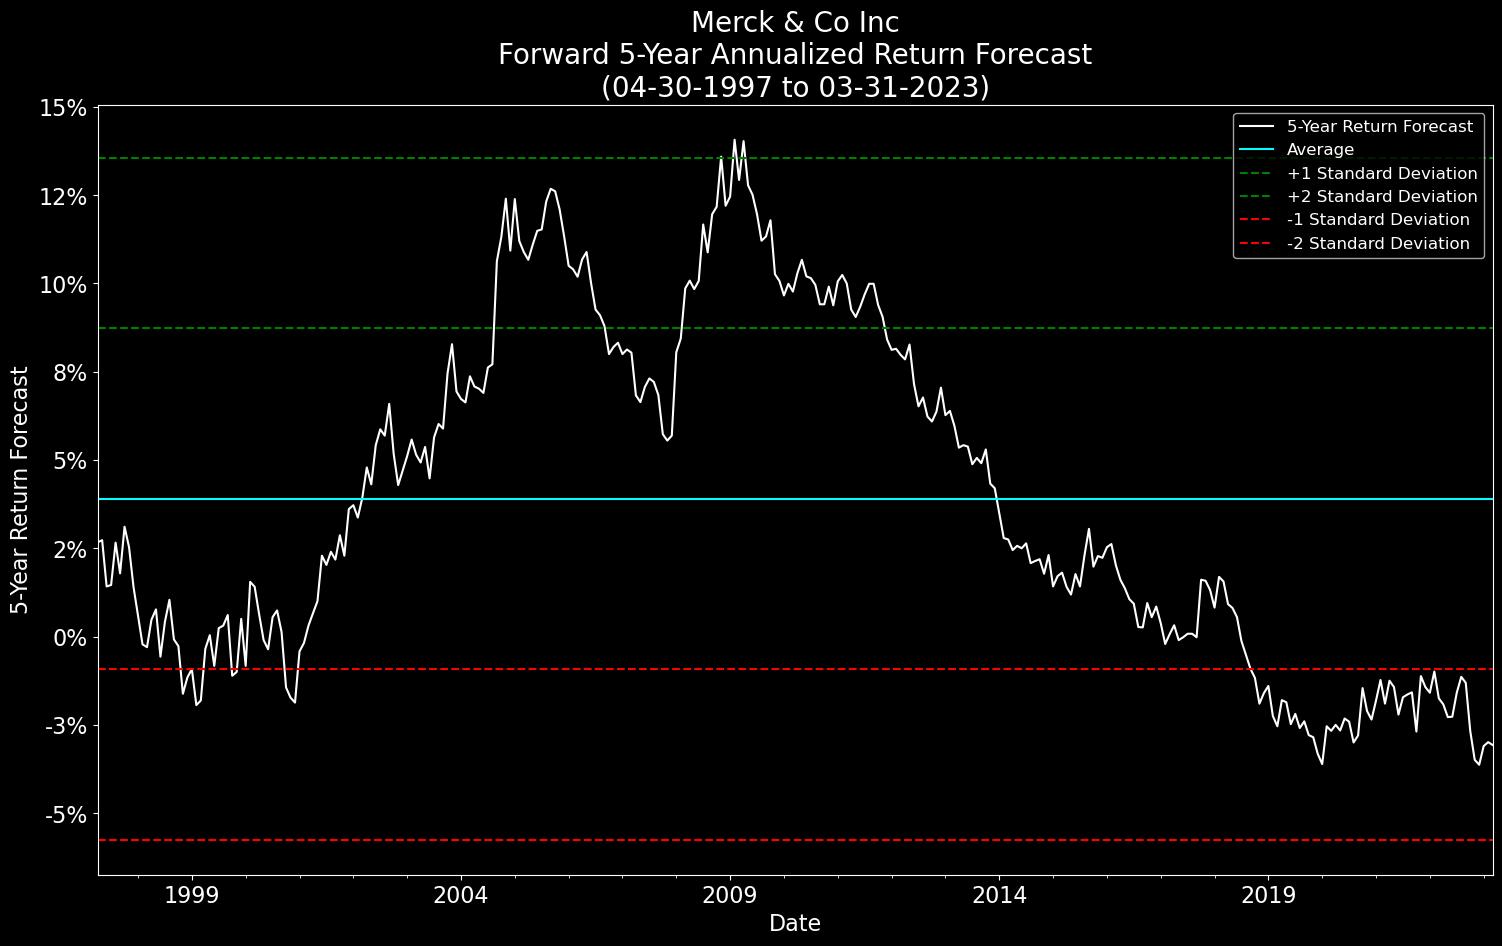 Merck & Co Inc
Forward 5-Year Annualized Return Forecast
(04-30-1997 to 03-31-2023)
15%
12%
10%
8%
5%
2%
0%
-3%
-5%
5-Year Return Forecast
5-Year Return Forecast
Average
+1 Standard Deviation
+2 Standard Deviation
-1 Standard Deviation
-2 Standard Deviation
1999 2004 2009 2014 2019
Date